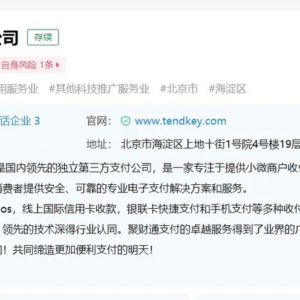 公司 存续
自身风险 1条
用服务业 #其他科技推广服务业 #北京市 #海淀区
话企业 3 官网： www.tendkey.com
地址： 北京市海淀区上地十街1号院4号楼19层
是国内领先的独立第三方支付公司，是一家专注于提供小微商户收
消费者提供安全、可靠的专业电子支付解决方案和服务。
os，线上国际信用卡收款，银联卡快捷支付和手机支付等多种收付
领先的技术深得行业认同。聚财通支付的卓越服务得到了业界的广
！共同缔造更加便利支付的明天！